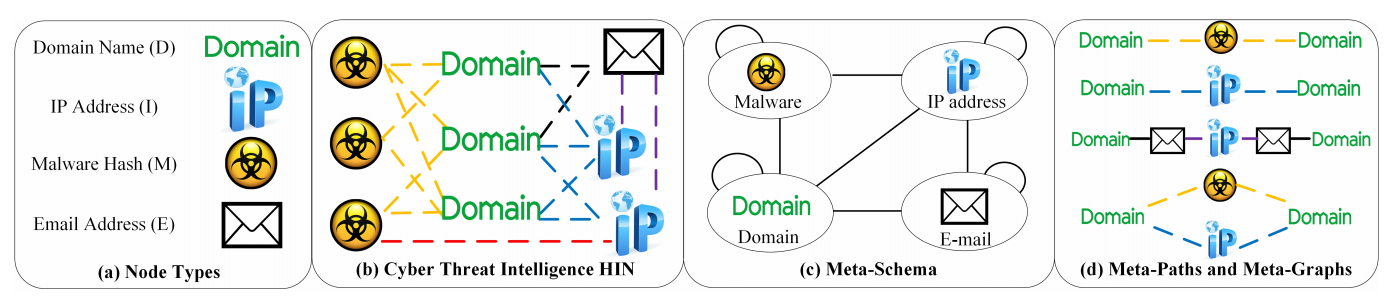 Domain Name (D)
Domain
IP Address (I)
iP
Malware Hash (M)
Email Address (E)
(a) Node Types
Domain
Domain
iP
Domain
iP
(b) Cyber Threat Intelligence HIN
Malware
iP
IP address
Domain
Domain
E-mail
(c) Meta-Schema
Domain
Domain
Domain
iP
Domain
Domain
iP
Domain
Domain
Domain
iP
(d) Meta-Paths and Meta-Graphs